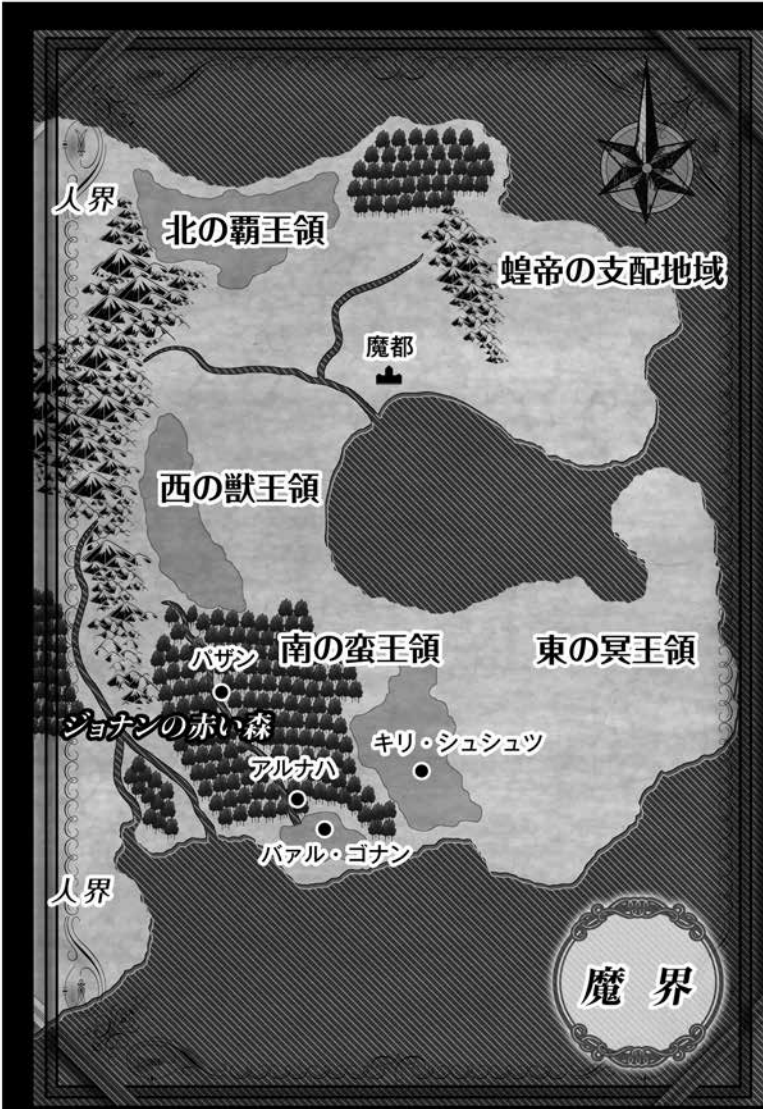 人界
北の覇王領
蝗帝の支配地域
魔都
西の獣王領
南の蛮王領
東の冥王領
バザン
ジョナンの赤い森
キリ・シュシュツ
アルナハ
バァル・ゴナン
人界
魔界